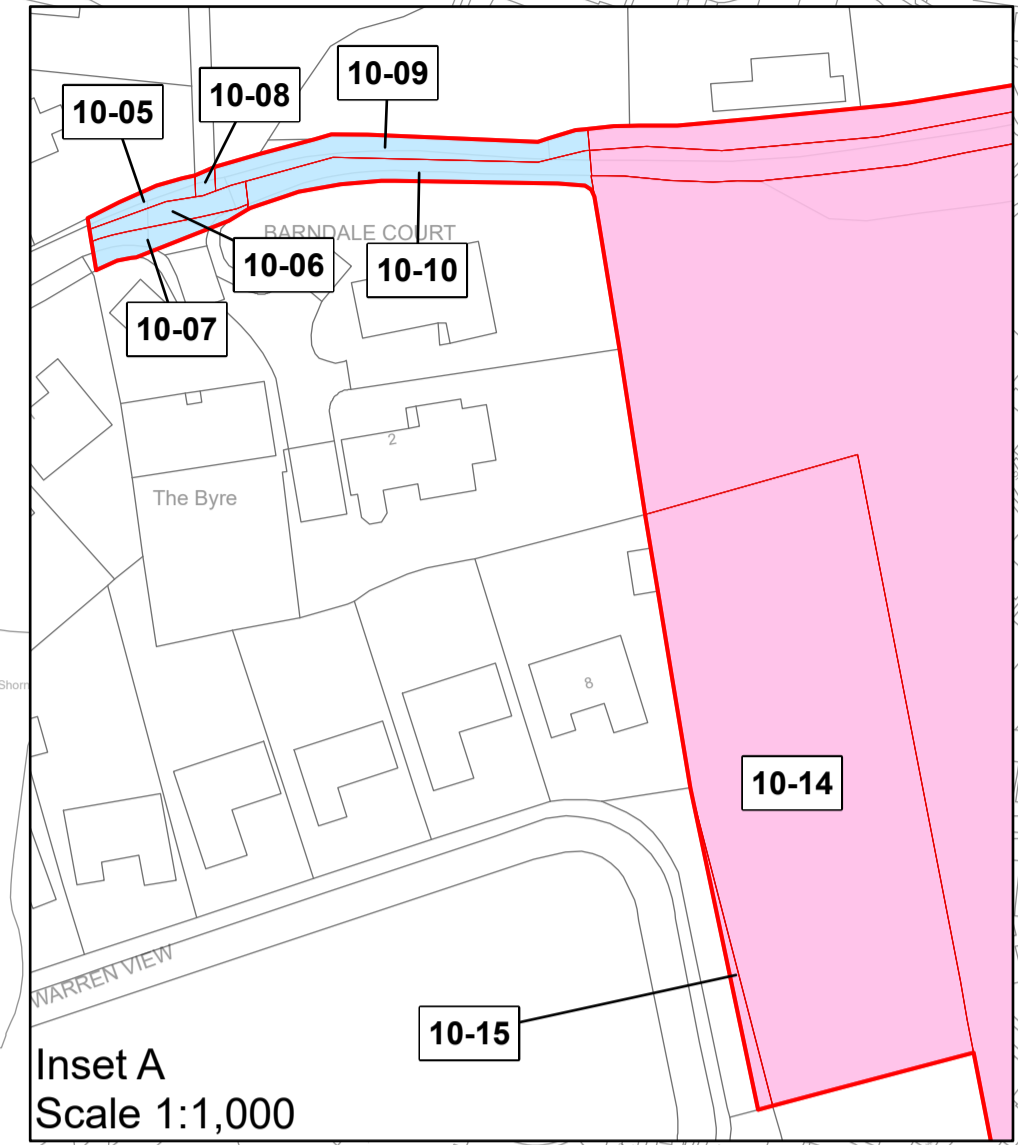 10-09
10-08
10-05
BARNDALE COURT
10-06
10-10
10-07
2
The Byre
8
Shorn
10-14
WARREN VIEW
10-15
Inset A
Scale 1:1,000